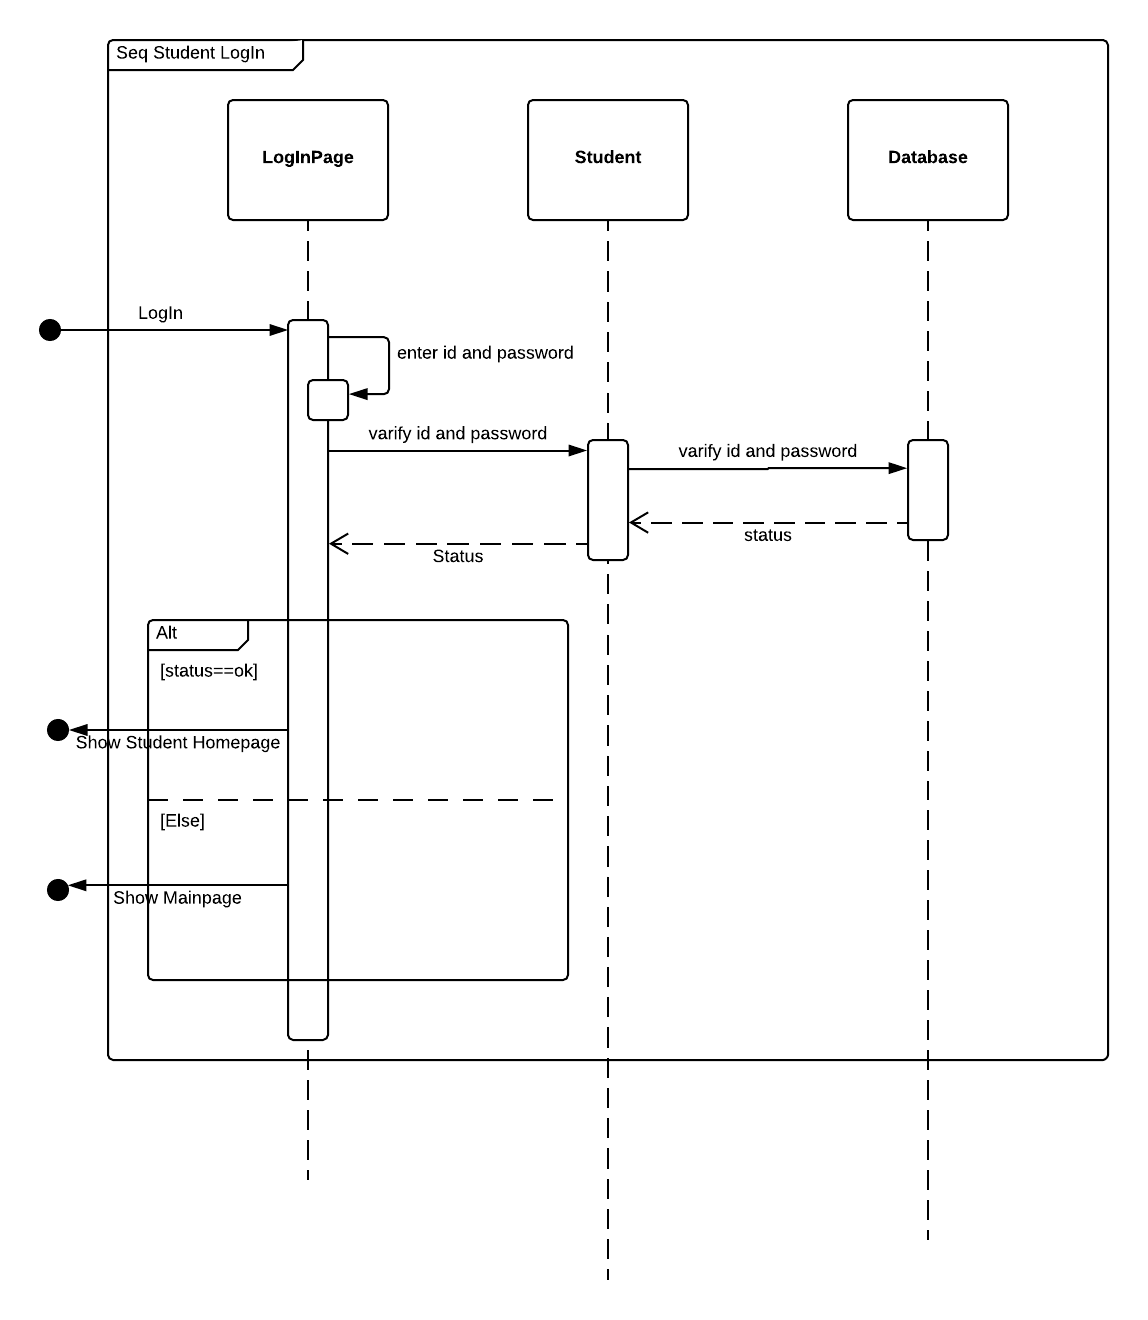 Seq Student LogIn
LogInPage
Student
Database
LogIn
enter id and password
varify id and password
varify id and password
status
Status
Alt
[status==ok]
Show Student Homepage
[Else]
Show Mainpage